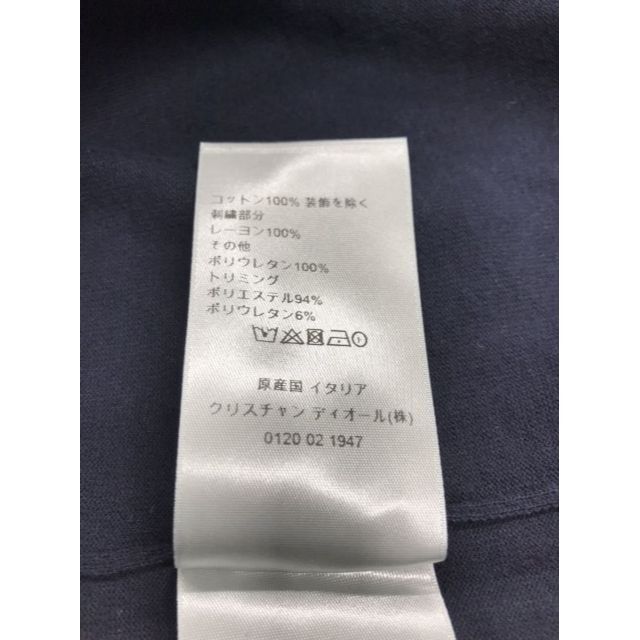 コットン100% 装飾を除く
刺繍部分
レーヨン100%
その他
ポリウレタン100%
トリミング
ポリエステル94%
ポリウレタン6%
原産国 イタリア
クリスチャン ディオール(株)
0120 02 1947